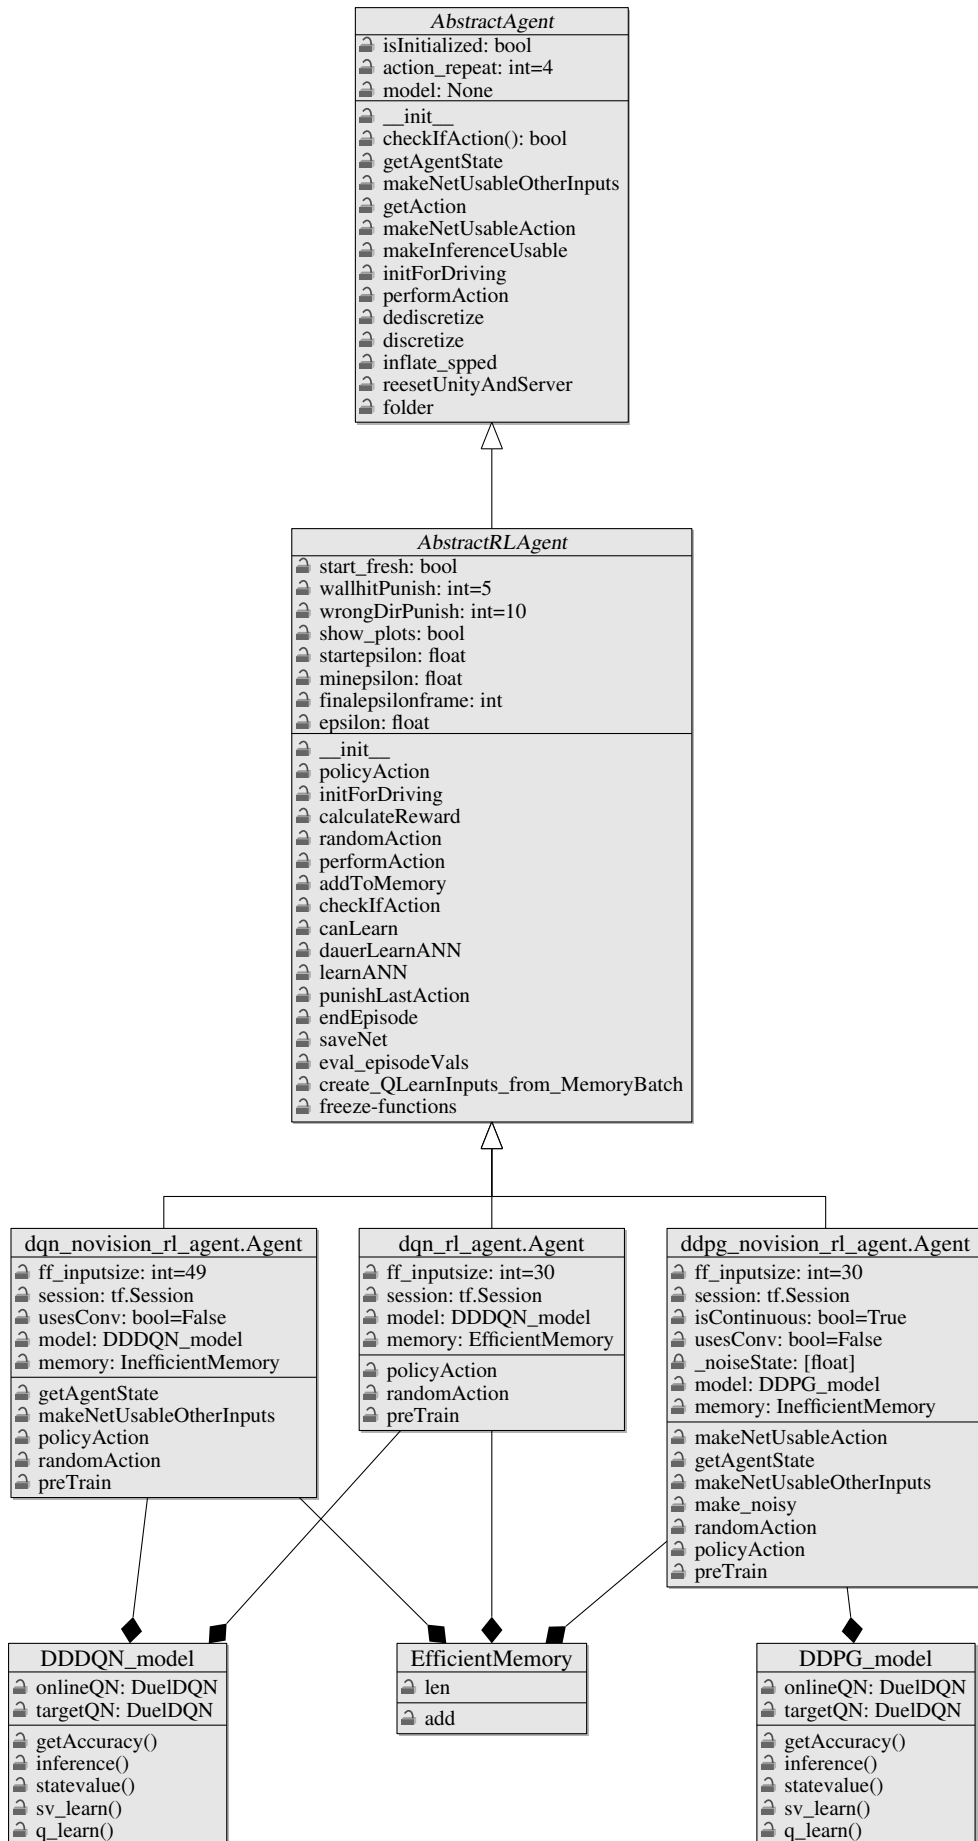 AbstractAgent
isInitialized: bool
action_repeat: int=4
model: None
__init__
checkIfAction(): bool
getAgentState
makeNetUsableOtherInputs
getAction
makeNetUsableAction
makeInferenceUsable
initForDriving
performAction
dediscretize
discretize
inflate_spped
reesetUnityAndServer
folder
AbstractRLAgent
start_fresh: bool
wallhitPunish: int=5
wrongDirPunish: int=10
show_plots: bool
startepsilon: float
minepsilon: float
finalepsilonframe: int
epsilon: float
__init__
policyAction
initForDriving
calculateReward
randomAction
performAction
addToMemory
checkIfAction
canLearn
dauerLearnANN
learnANN
punishLastAction
endEpisode
saveNet
eval_episodeVals
create_QLearnInputs_from_MemoryBatch
freeze-functions
dqn_novision_rl_agent.Agent
ff_inputsize: int=49
session: tf.Session
usesConv: bool=False
model: DDDQN_model
memory: InefficientMemory
getAgentState
makeNetUsableOtherInputs
policyAction
randomAction
preTrain
dqn_rl_agent.Agent
ff_inputsize: int=30
session: tf.Session
model: DDDQN_model
memory: EfficientMemory
policyAction
randomAction
preTrain
ddpg_novision_rl_agent.Agent
ff_inputsize: int=30
session: tf.Session
isContinuous: bool=True
usesConv: bool=False
_noiseState: [float]
model: DDPG_model
memory: InefficientMemory
makeNetUsableAction
getAgentState
makeNetUsableOtherInputs
make_noisy
randomAction
policyAction
preTrain
DDDQN_model
onlineQN: DuelDQN
targetQN: DuelDQN
getAccuracy()
inference()
statevalue()
sv_learn()
q_learn()
EfficientMemory
len
add
DDPG_model
onlineQN: DuelDQN
targetQN: DuelDQN
getAccuracy()
inference()
statevalue()
sv_learn()
q_learn()